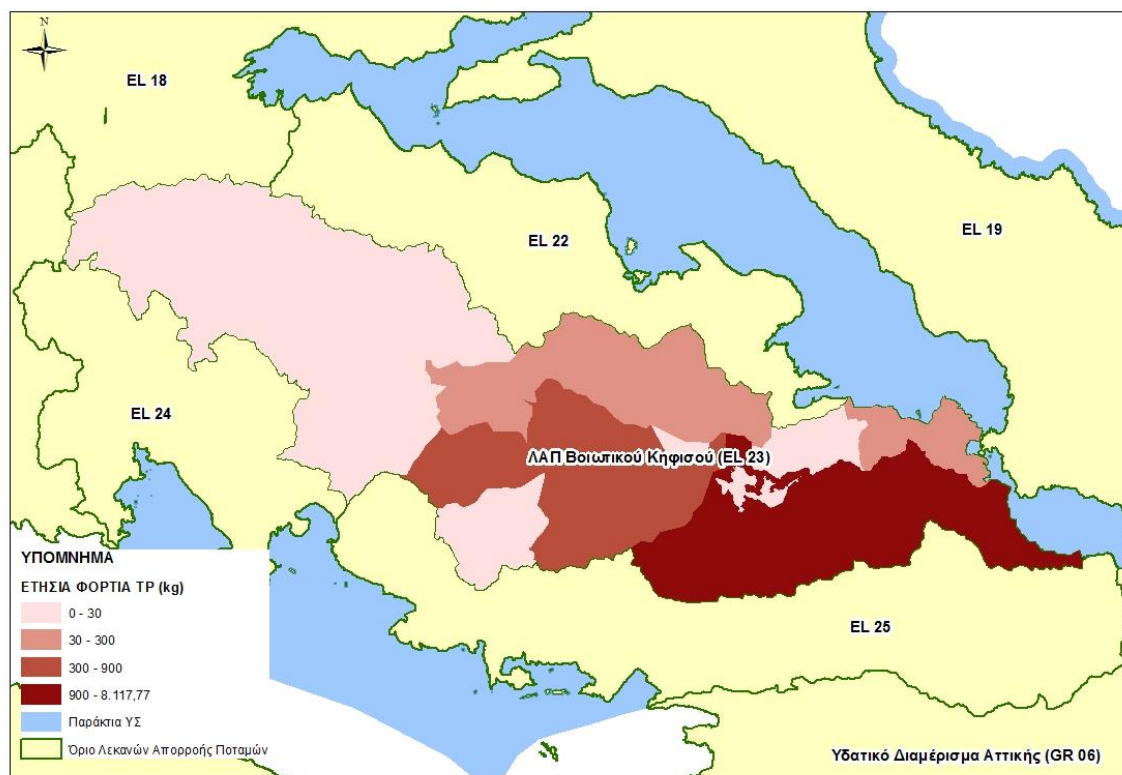 N
EL 18
EL 22
EL 19
EL 24
ΛΑΠ Βοιωτικού Κηφισού (EL 23)
EL 25
ΥΠΟΜΝΗΜΑ
ΕΤΗΣΙΑ ΦΟΡΤΙΑ TP (kg)
0 - 30
30 - 300
300 - 900
900 - 8.117,77
Παράκτια ΥΣ
Όριο Λεκανών Απορροής Ποταμών
Υδατικό Διαμέρισμα Αττικής (GR 06)